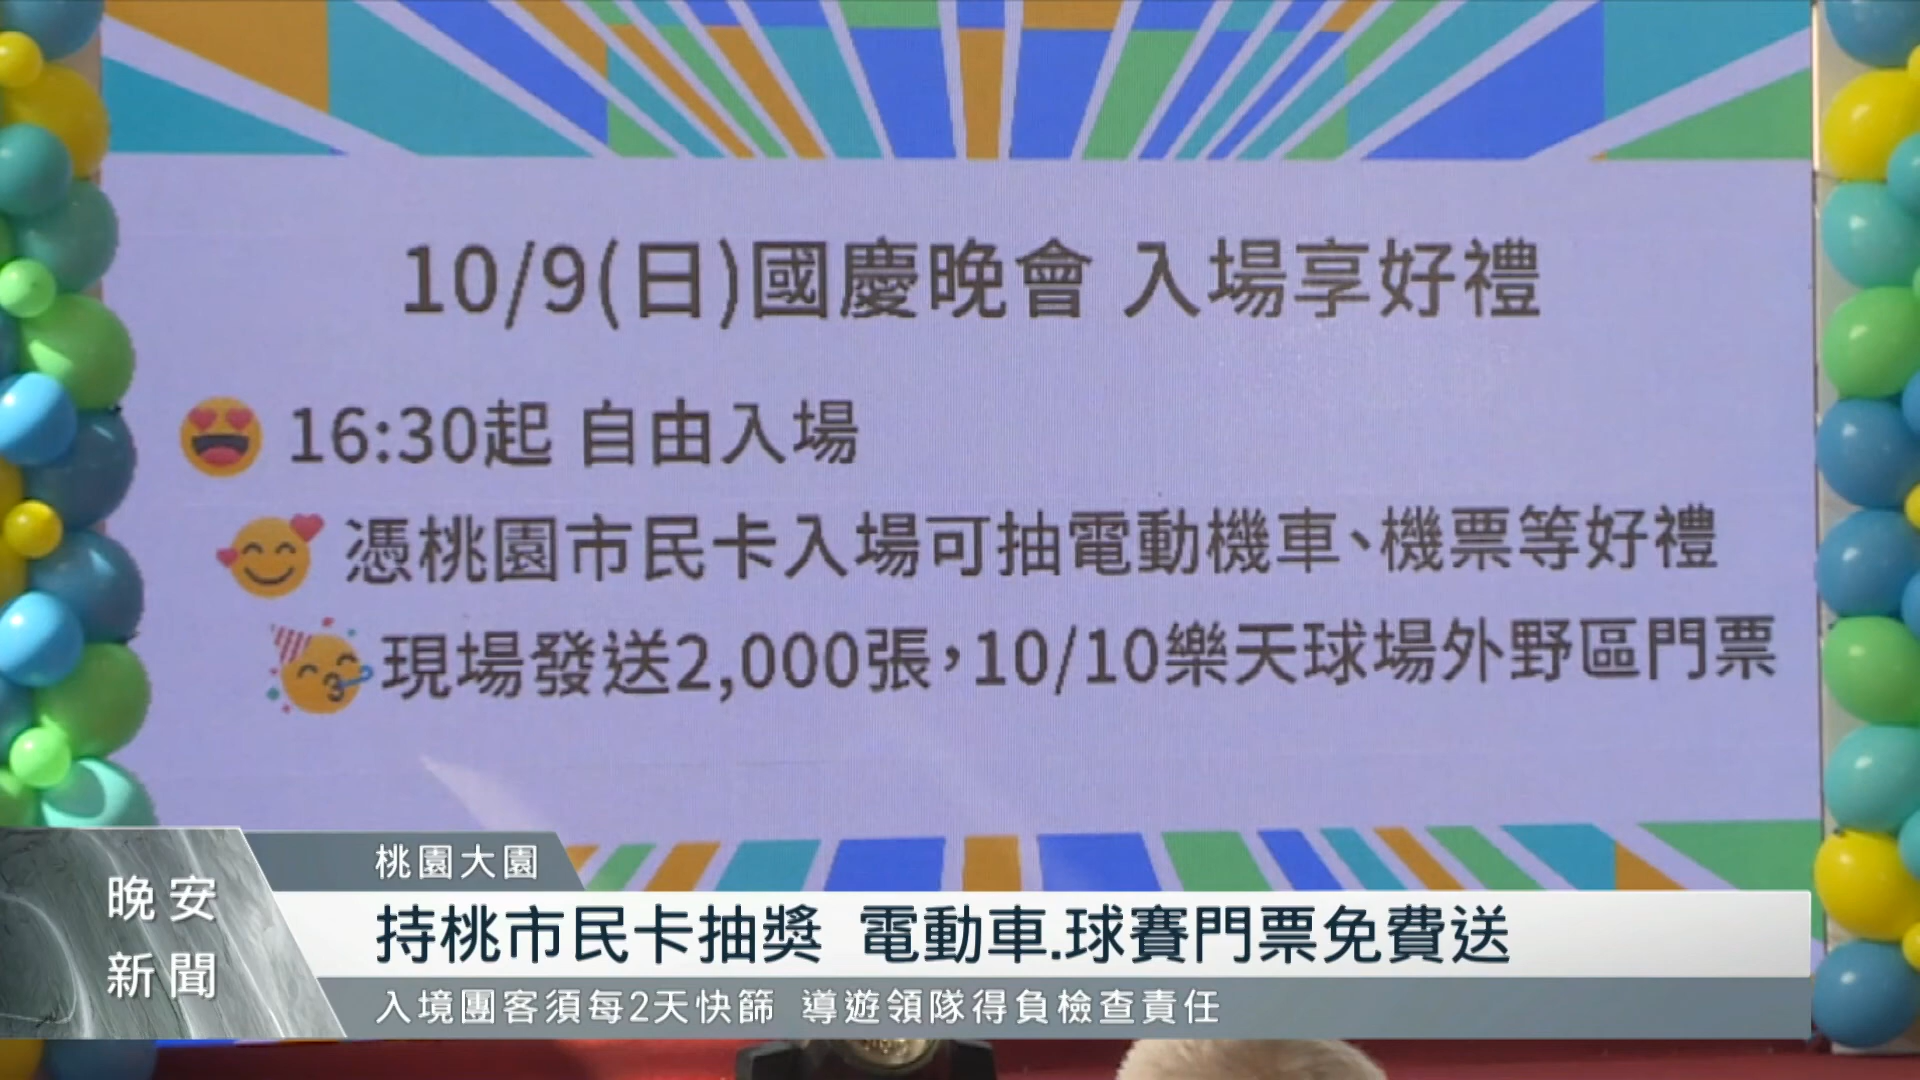 10/9(日)國慶晚會 入場享好禮
16:30起 自由入場
憑桃園市民卡入場可抽電動機車、機票等好禮
現場發送2,000張，10/10樂天球場外野區門票
桃園大園
晚安
新聞
持桃市民卡抽獎 電動車.球賽門票免費送
入境團客須每2天快篩 導遊領隊得負檢查責任